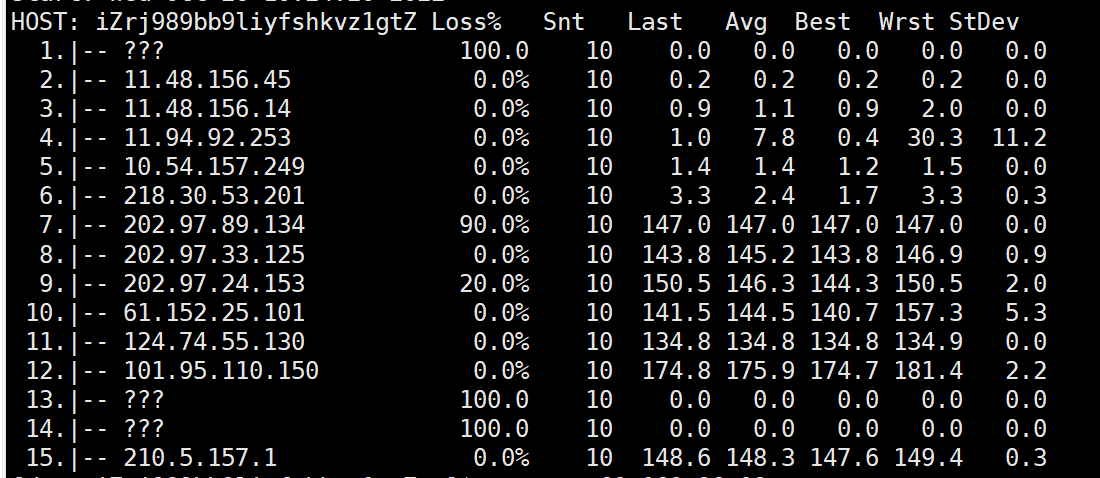 HOST: iZrj989bb9liyfshkvz1gtZ Loss% Snt Last Avg Best Wrst StDev
1.|-- ??? 100.0 10 0.0 0.0 0.0 0.0 0.0
2.|-- 11.48.156.45 0.0% 10 0.2 0.2 0.2 0.2 0.0
3.|-- 11.48.156.14 0.0% 10 0.9 1.1 0.9 2.0 0.0
4.|-- 11.94.92.253 0.0% 10 1.0 7.8 0.4 30.3 11.2
5.|-- 10.54.157.249 0.0% 10 1.4 1.4 1.2 1.5 0.0
6.|-- 218.30.53.201 0.0% 10 3.3 2.4 1.7 3.3 0.3
7.|-- 202.97.89.134 90.0% 10 147.0 147.0 147.0 147.0 0.0
8.|-- 202.97.33.125 0.0% 10 143.8 145.2 143.8 146.9 0.9
9.|-- 202.97.24.153 20.0% 10 150.5 146.3 144.3 150.5 2.0
10.|-- 61.152.25.101 0.0% 10 141.5 144.5 140.7 157.3 5.3
11.|-- 124.74.55.130 0.0% 10 134.8 134.8 134.8 134.9 0.0
12.|-- 101.95.110.150 0.0% 10 174.8 175.9 174.7 181.4 2.2
13.|-- ??? 100.0 10 0.0 0.0 0.0 0.0 0.0
14.|-- ??? 100.0 10 0.0 0.0 0.0 0.0 0.0
15.|-- 210.5.157.1 0.0% 10 148.6 148.3 147.6 149.4 0.3